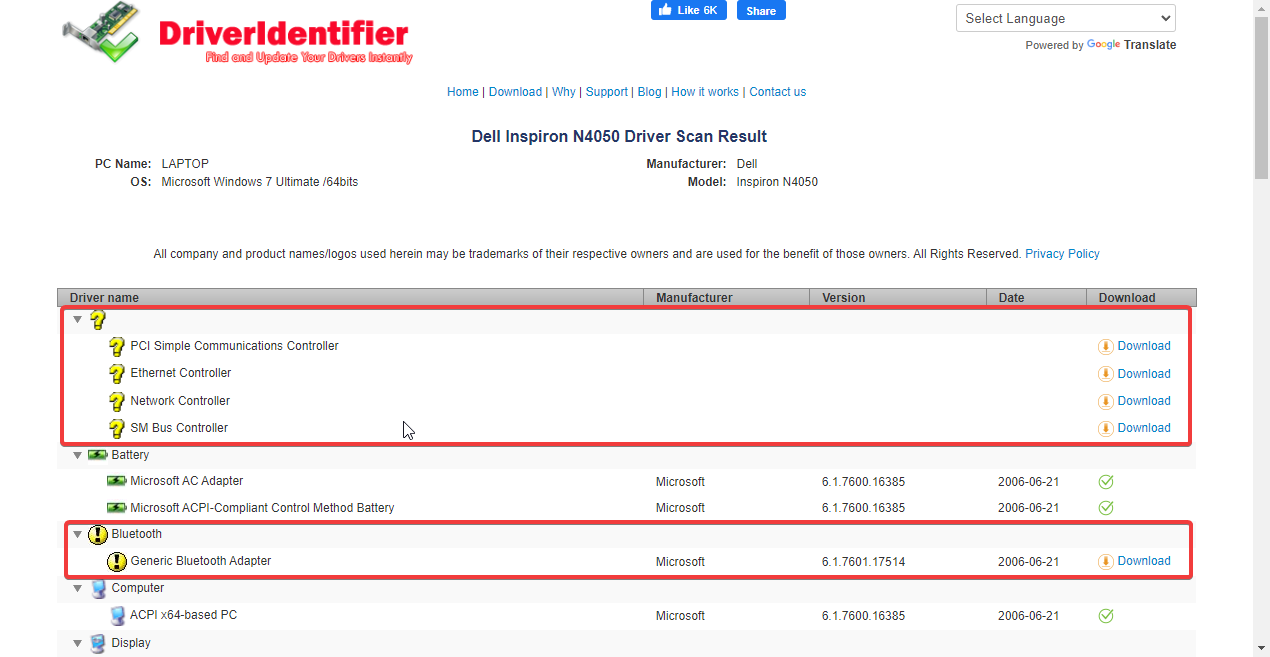 Like 6K Share
Select Language
DriverIdentifier
Find and Update Your Drivers Instantly
Powered by Google Translate
Home | Download | Why | Support | Blog | How it works | Contact us
Dell Inspiron N4050 Driver Scan Result
PC Name: LAPTOP Manufacturer: Dell
OS: Microsoft Windows 7 Ultimate /64bits Model: Inspiron N4050
All company and product names/logos used herein may be trademarks of their respective owners and are used for the benefit of those owners. All Rights Reserved. Privacy Policy
Driver name Manufacturer Version Date Download
PCI Simple Communications Controller Download
Ethernet Controller Download
Network Controller Download
SM Bus Controller Download
Battery
Microsoft AC Adapter Microsoft 6.1.7600.16385 2006-06-21
Microsoft ACPI-Compliant Control Method Battery Microsoft 6.1.7600.16385 2006-06-21
Bluetooth
Generic Bluetooth Adapter Microsoft 6.1.7601.17514 2006-06-21 Download
Computer
ACPI x64-based PC Microsoft 6.1.7600.16385 2006-06-21
Display